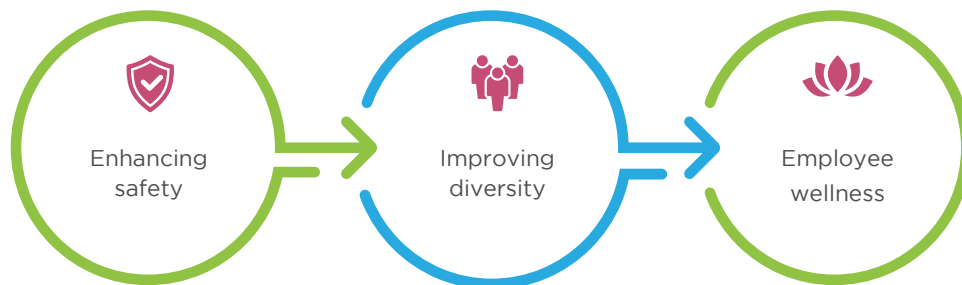 Enhancing
safety
Improving
diversity
Employee
wellness